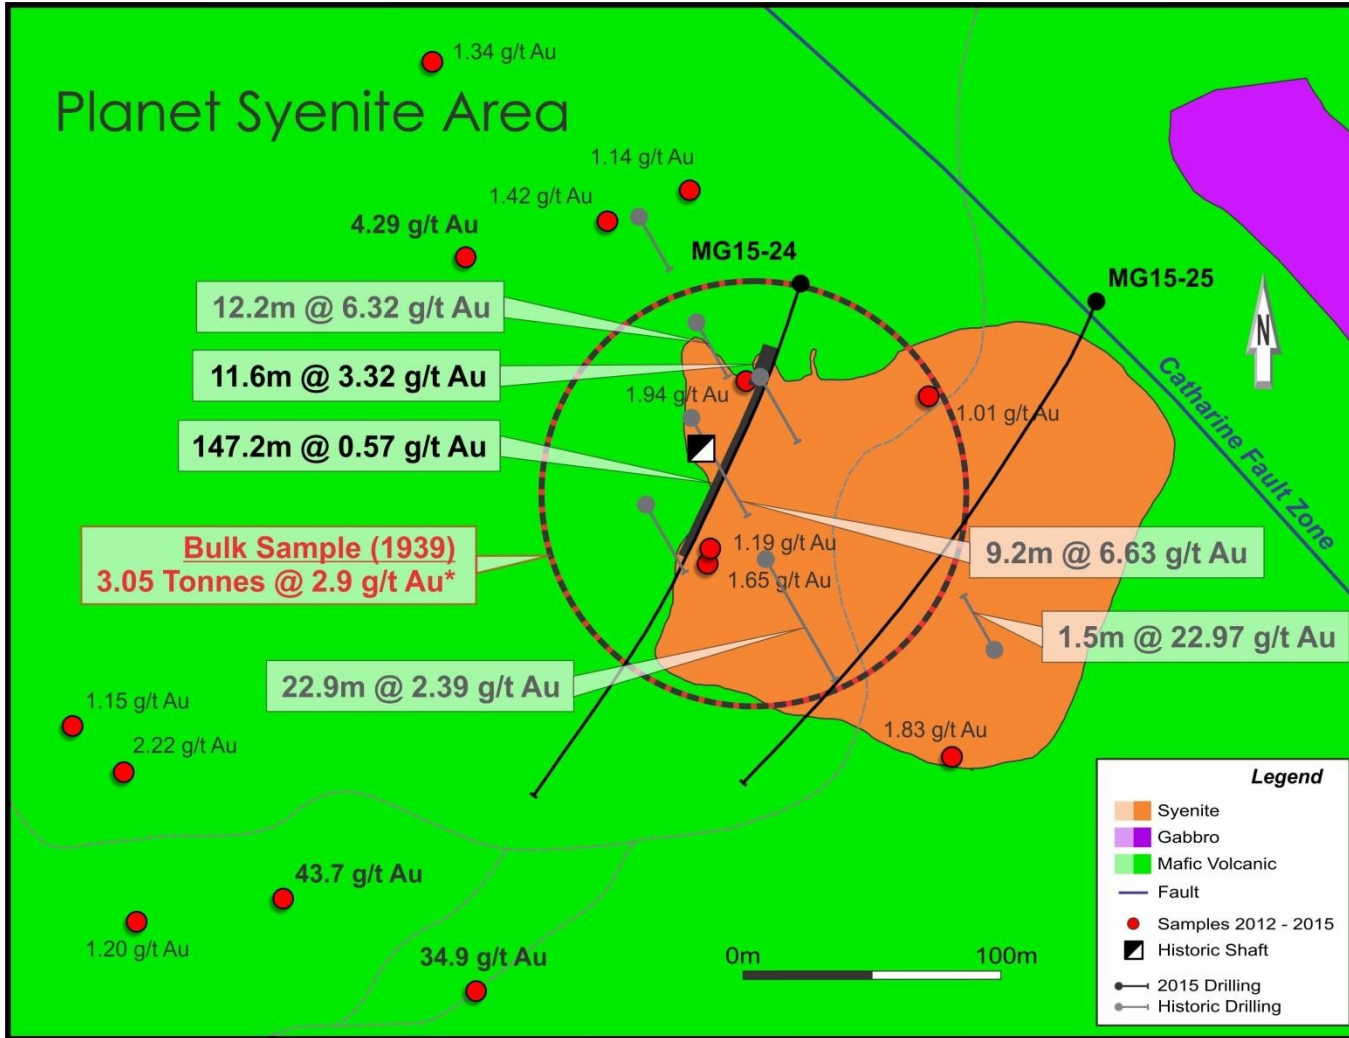 1.34 g/t Au
Planet Syenite Area
1.14 g/t Au
1.42 g/t Au
4.29 g/t Au
MG15-24
MG15-25
12.2m @ 6.32 g/t Au
N
11.6m @ 3.32 g/t Au
1.94 g/t Au
1.01 g/t Au
147.2m @ 0.57 g/t Au
Catharine Fault Zone
Bulk Sample (1939)
3.05 Tonnes @ 2.9 g/t Au*
1.19 g/t Au
1.65 g/t Au
9.2m @ 6.63 g/t Au
1.5m @ 22.97 g/t Au
22.9m @ 2.39 g/t Au
1.15 g/t Au
2.22 g/t Au
1.83 g/t Au
43.7 g/t Au
1.20 g/t Au
34.9 g/t Au
0m
100m
Legend
Syenite
Gabbro
Mafic Volcanic
Fault
Samples 2012 - 2015
Historic Shaft
2015 Drilling
Historic Drilling